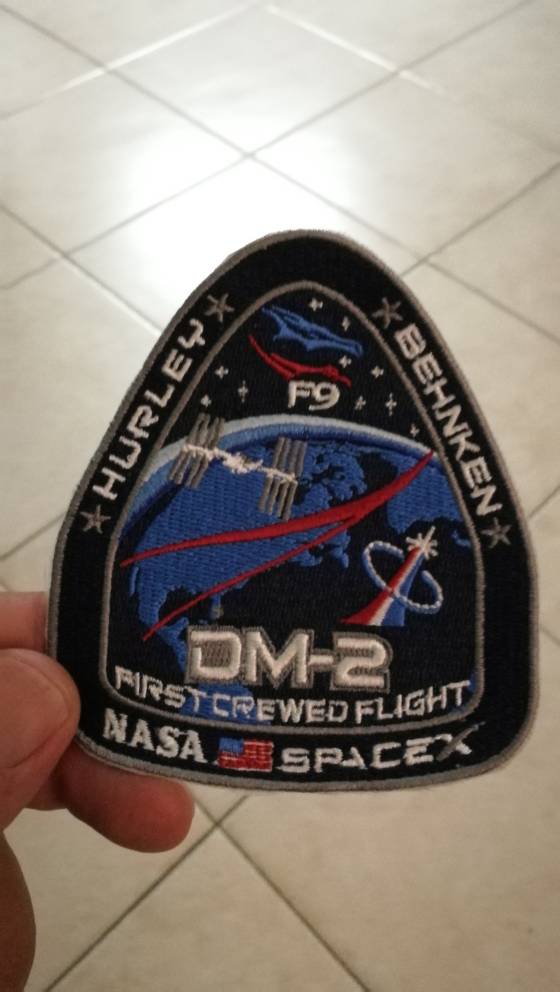 HURLEY
BEHNKEN
F9
DM-2
FIRST CREWED FLIGHT
NASA SPACEX